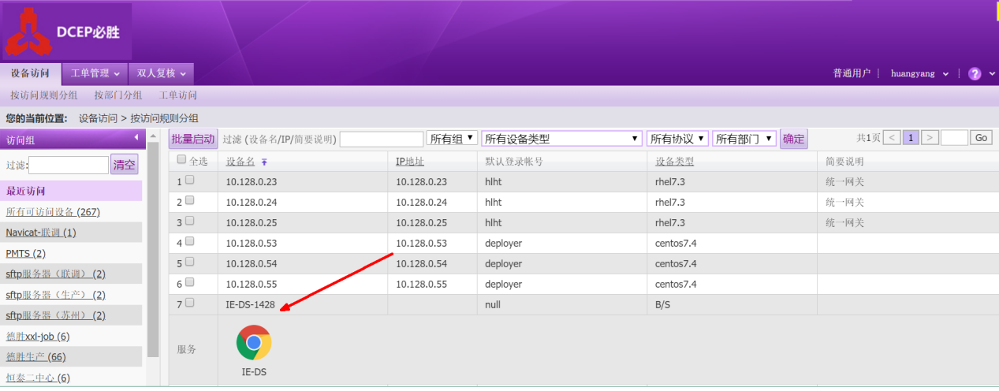 DCEP必胜
设备访问 工单管理 双人复核 普通用户 | huangyang | ?
按访问规则分组 按部门分组 工单访问
您的当前位置: 设备访问 > 按访问规则分组
访问组
过滤: 清空
最近访问
所有可访问设备 (267)
Navicat-联调 (1)
PMTS (2)
sftp服务器（联调） (2)
sftp服务器（生产） (2)
sftp服务器（苏州） (2)
德胜xxl-job (6)
德胜生产 (66)
恒泰二中心 (6)
批量启动 过滤 (设备名/IP/简要说明) 所有组 所有设备类型 所有协议 所有部门 确定 共1页 < 1 > Go
全选 设备名 IP地址 默认登录帐号 设备类型 简要说明
1 10.128.0.23 10.128.0.23 hlht rhel7.3 统一网关
2 10.128.0.24 10.128.0.24 hlht rhel7.3 统一网关
3 10.128.0.25 10.128.0.25 hlht rhel7.3 统一网关
4 10.128.0.53 10.128.0.53 deployer centos7.4
5 10.128.0.54 10.128.0.54 deployer centos7.4
6 10.128.0.55 10.128.0.55 deployer centos7.4
7 IE-DS-1428 null B/S
服务
IE-DS